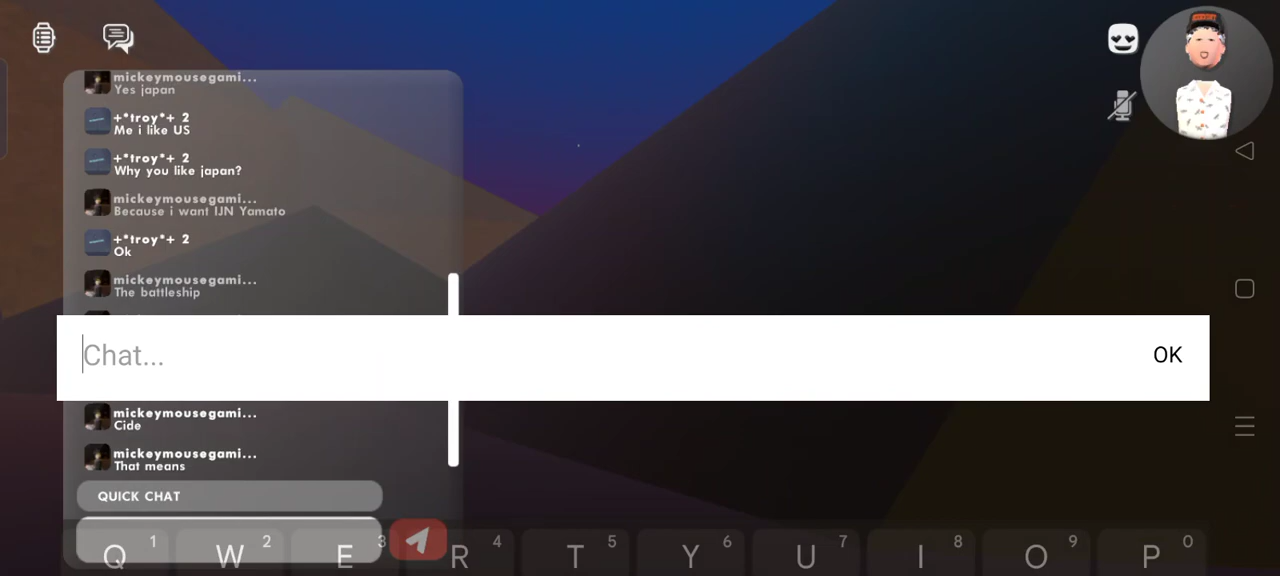 mickeymousegami...
Yes japan
+*troy*+ 2
Me i like US
+*troy*+ 2
Why you like japan?
mickeymousegami...
Because i want IJN Yamato
+*troy*+ 2
Ok
mickeymousegami...
The battleship
Chat...
OK
mickeymousegami...
Cide
mickeymousegami...
That means
QUICK CHAT
Q 1 W 2 E 3 R 4 T 5 Y 6 U 7 I 8 O 9 P 0